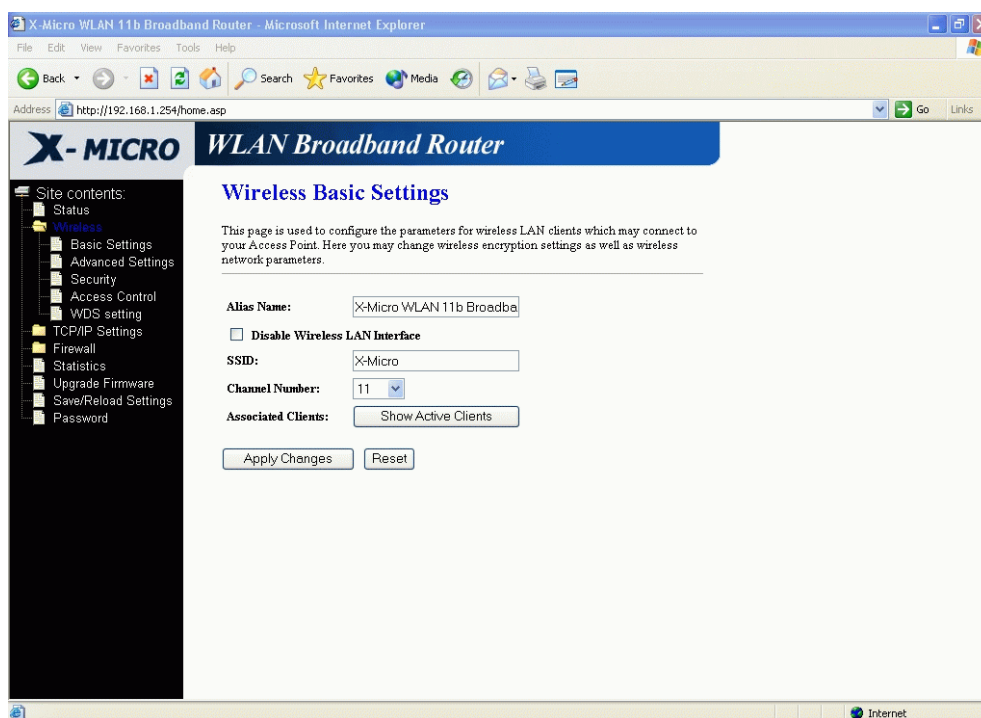 X-Micro WLAN 11b Broadband Router - Microsoft Internet Explorer
File Edit View Favorites Tools Help
Back Search Favorites Media
Address http://192.168.1.254/home.asp Go Links
X-MICRO
WLAN Broadband Router
Site contents:
Status
Wireless
Basic Settings
Advanced Settings
Security
Access Control
WDS setting
TCP/IP Settings
Firewall
Statistics
Upgrade Firmware
Save/Reload Settings
Password
Wireless Basic Settings
This page is used to configure the parameters for wireless LAN clients which may connect to
your Access Point. Here you may change wireless encryption settings as well as wireless
network parameters.
Alias Name: X-Micro WLAN 11b Broadba
Disable Wireless LAN Interface
SSID: X-Micro
Channel Number: 11
Associated Clients: Show Active Clients
Apply Changes Reset
Internet